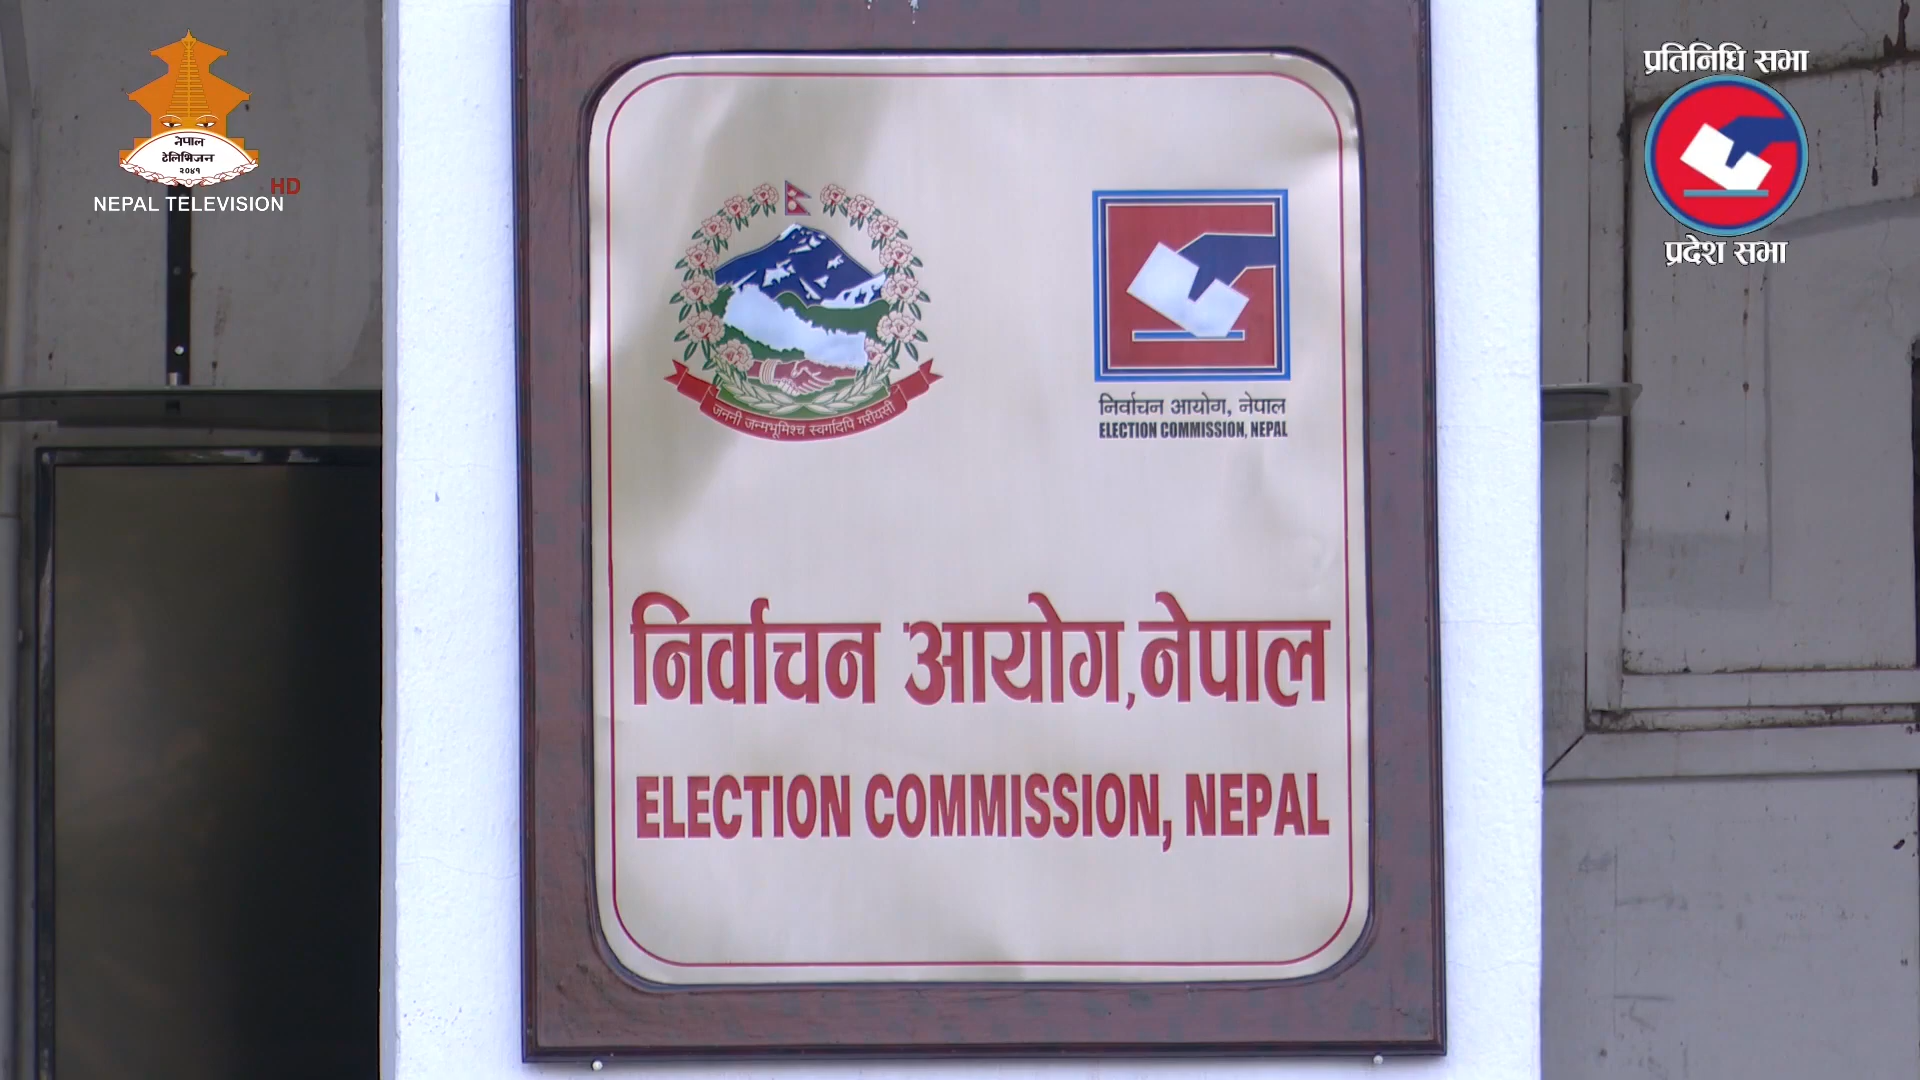 नेपाल
टेलिभिजन
२०४१
HD
NEPAL TELEVISION
प्रतिनिधि सभा
प्रदेश सभा
जननी जन्मभूमिश्च स्वर्गादपि गरीयसी
निर्वाचन आयोग, नेपाल
ELECTION COMMISSION, NEPAL
निर्वाचन आयोग, नेपाल
ELECTION COMMISSION, NEPAL